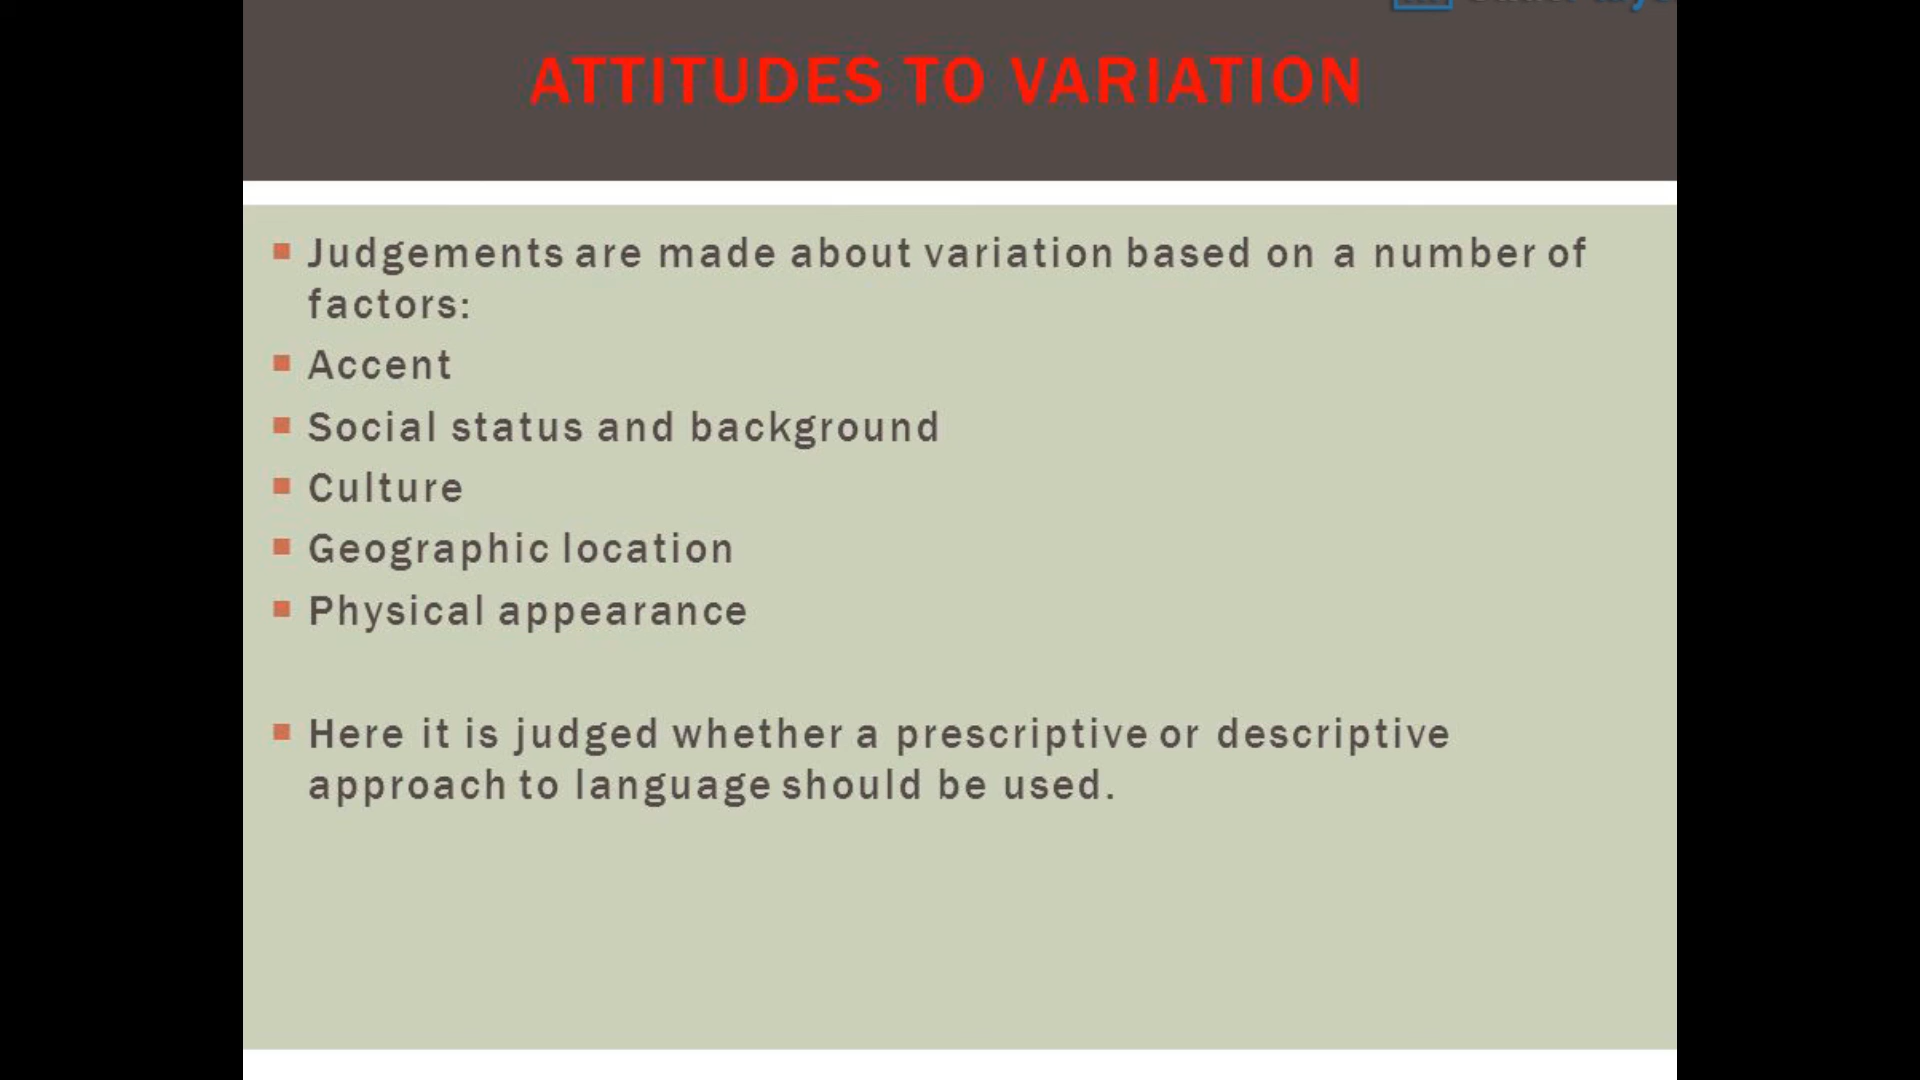 ATTITUDES TO VARIATION
Judgements are made about variation based on a number of
factors:
Accent
Social status and background
Culture
Geographic location
Physical appearance
Here it is judged whether a prescriptive or descriptive
approach to language should be used.